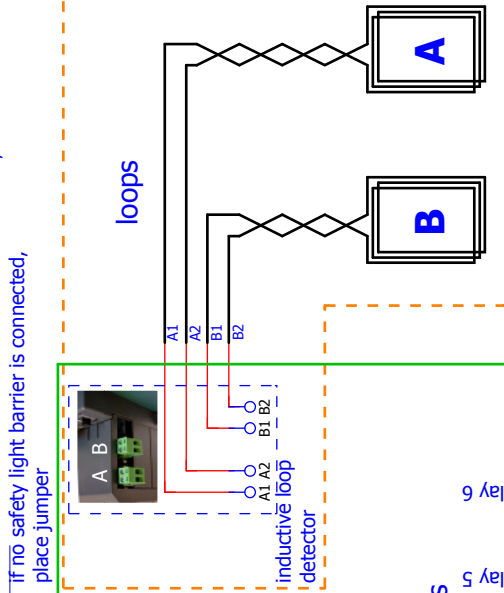 if no safety light barrier is connected,
place jumper
loops
A
B
A1
A2
B1
B2
A B
A1 A2 B1 B2
inductive loop
detector
lay 6
lay 5
s